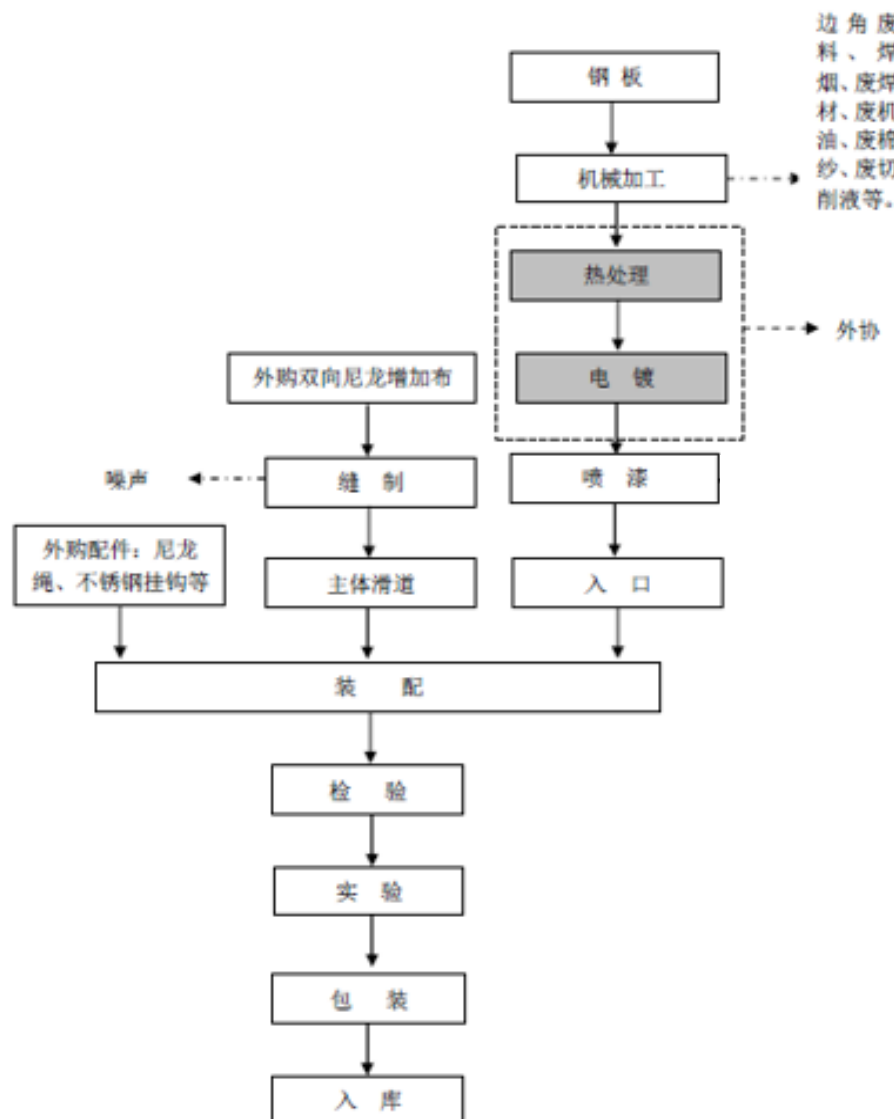 边角废
料、焊
烟、废焊
材、废机
油、废棉
纱、废切
削液等。
钢板
机械加工
热处理
外协
电镀
外购双向尼龙增加布
喷漆
噪声
缝制
外购配件：尼龙
绳、不锈钢挂钩等
主体滑道
入口
装配
检验
实验
包装
入库